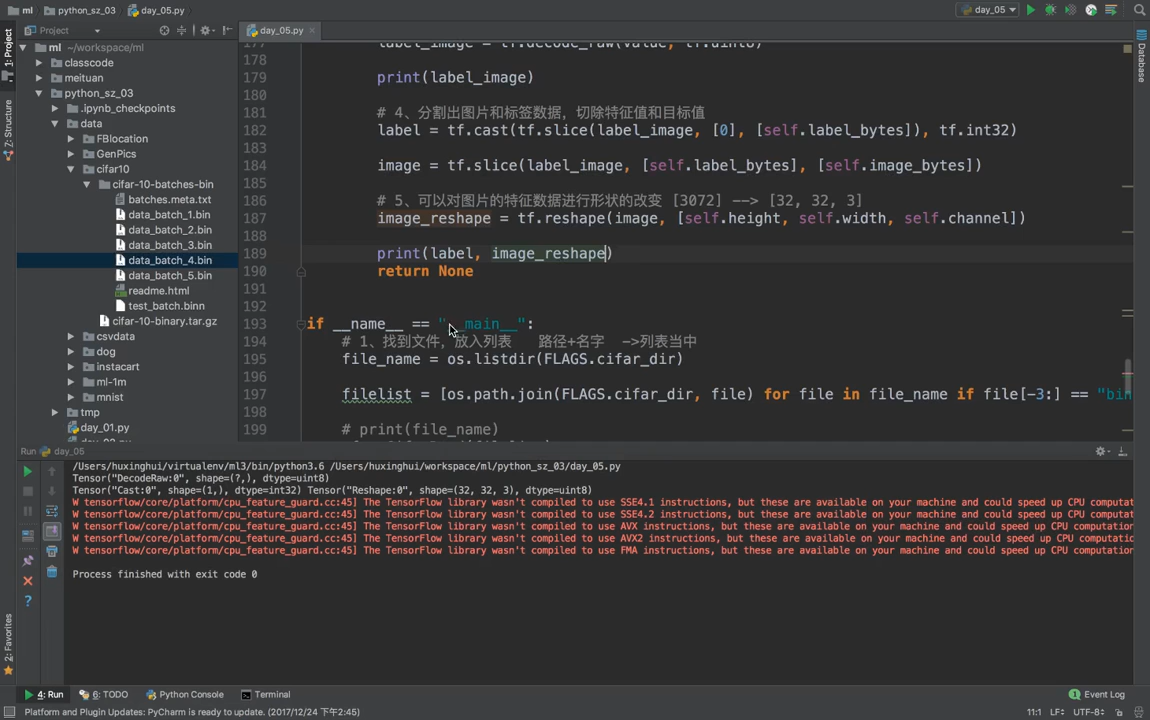 ml python_sz_03 day_05.py
day_05
Project
day_05.py
1: Project
Z: Structure
2: Favorites
Database
ml ~/workspace/ml
classcode
meituan
python_sz_03
.ipynb_checkpoints
data
FBlocation
GenPics
cifar10
cifar-10-batches-bin
batches.meta.txt
data_batch_1.bin
data_batch_2.bin
data_batch_3.bin
data_batch_4.bin
data_batch_5.bin
readme.html
test_batch.binn
cifar-10-binary.tar.gz
csvdata
dog
instacart
ml-1m
mnist
tmp
day_01.py
177 label_image = tf.decode_raw(value, tf.uint8)
178
179 print(label_image)
180
181 # 4、分割出图片和标签数据，切除特征值和目标值
182 label = tf.cast(tf.slice(label_image, [0], [self.label_bytes]), tf.int32)
183
184 image = tf.slice(label_image, [self.label_bytes], [self.image_bytes])
185
186 # 5、可以对图片的特征数据进行形状的改变 [3072] --> [32, 32, 3]
187 image_reshape = tf.reshape(image, [self.height, self.width, self.channel])
188
189 print(label, image_reshape)
190 return None
191
192
193 if __name__ == "__main__":
194 # 1、找到文件，放入列表 路径+名字 ->列表当中
195 file_name = os.listdir(FLAGS.cifar_dir)
196
197 filelist = [os.path.join(FLAGS.cifar_dir, file) for file in file_name if file[-3:] == "bin
198
199 # print(file_name)
Run day_05
/Users/huxinghui/virtualenv/ml3/bin/python3.6 /Users/huxinghui/workspace/ml/python_sz_03/day_05.py
Tensor("DecodeRaw:0", shape=(?,), dtype=uint8)
Tensor("Cast:0", shape=(1,), dtype=int32) Tensor("Reshape:0", shape=(32, 32, 3), dtype=uint8)
W tensorflow/core/platform/cpu_feature_guard.cc:45] The TensorFlow library wasn't compiled to use SSE4.1 instructions, but these are available on your machine and could speed up CPU computat
W tensorflow/core/platform/cpu_feature_guard.cc:45] The TensorFlow library wasn't compiled to use SSE4.2 instructions, but these are available on your machine and could speed up CPU computat
W tensorflow/core/platform/cpu_feature_guard.cc:45] The TensorFlow library wasn't compiled to use AVX instructions, but these are available on your machine and could speed up CPU computation
W tensorflow/core/platform/cpu_feature_guard.cc:45] The TensorFlow library wasn't compiled to use AVX2 instructions, but these are available on your machine and could speed up CPU computatio
W tensorflow/core/platform/cpu_feature_guard.cc:45] The TensorFlow library wasn't compiled to use FMA instructions, but these are available on your machine and could speed up CPU computation
Process finished with exit code 0
4: Run 6: TODO Python Console Terminal 1 Event Log
Platform and Plugin Updates: PyCharm is ready to update. (2017/12/24 下午2:45) 11:1 LF÷ UTF-8÷